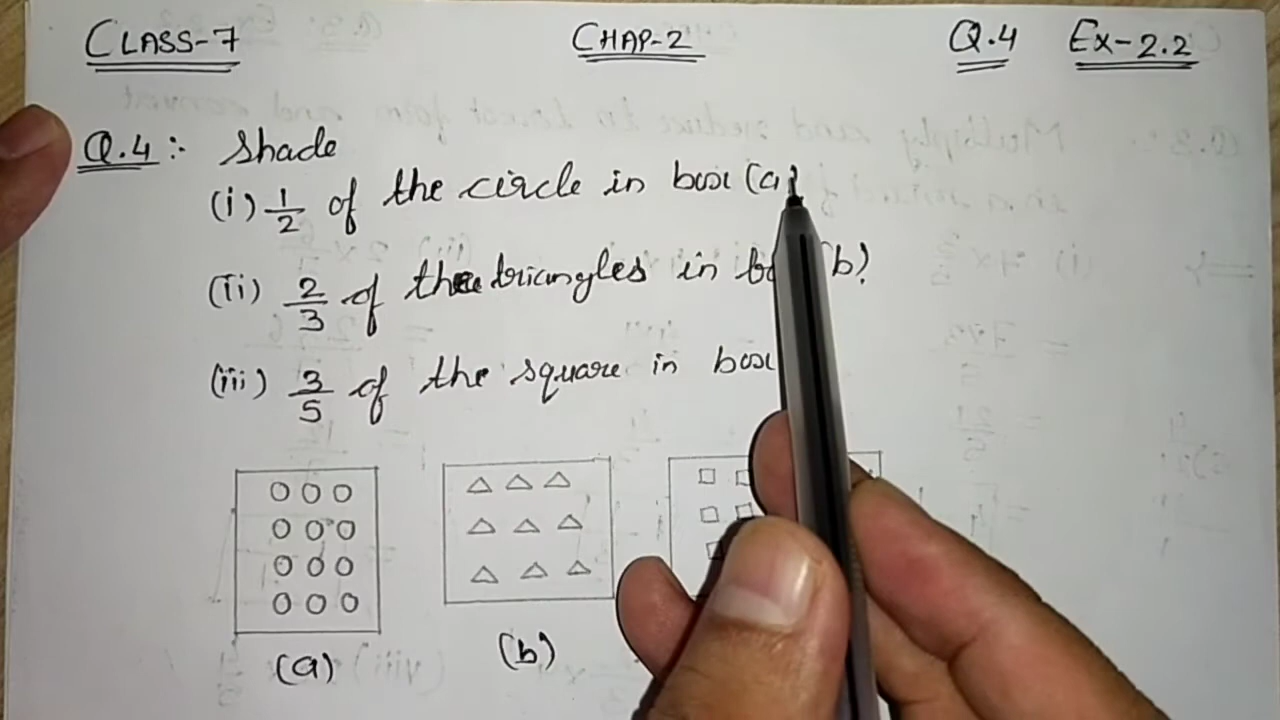 CLASS-7 CHAP-2 Q.4 Ex-2.2
Q.4:- Shade
(i) 1/2 of the circle in box (a)
(ii) 2/3 of the triangles in b b?
(iii) 3/5 of the square in box
(a) (b)